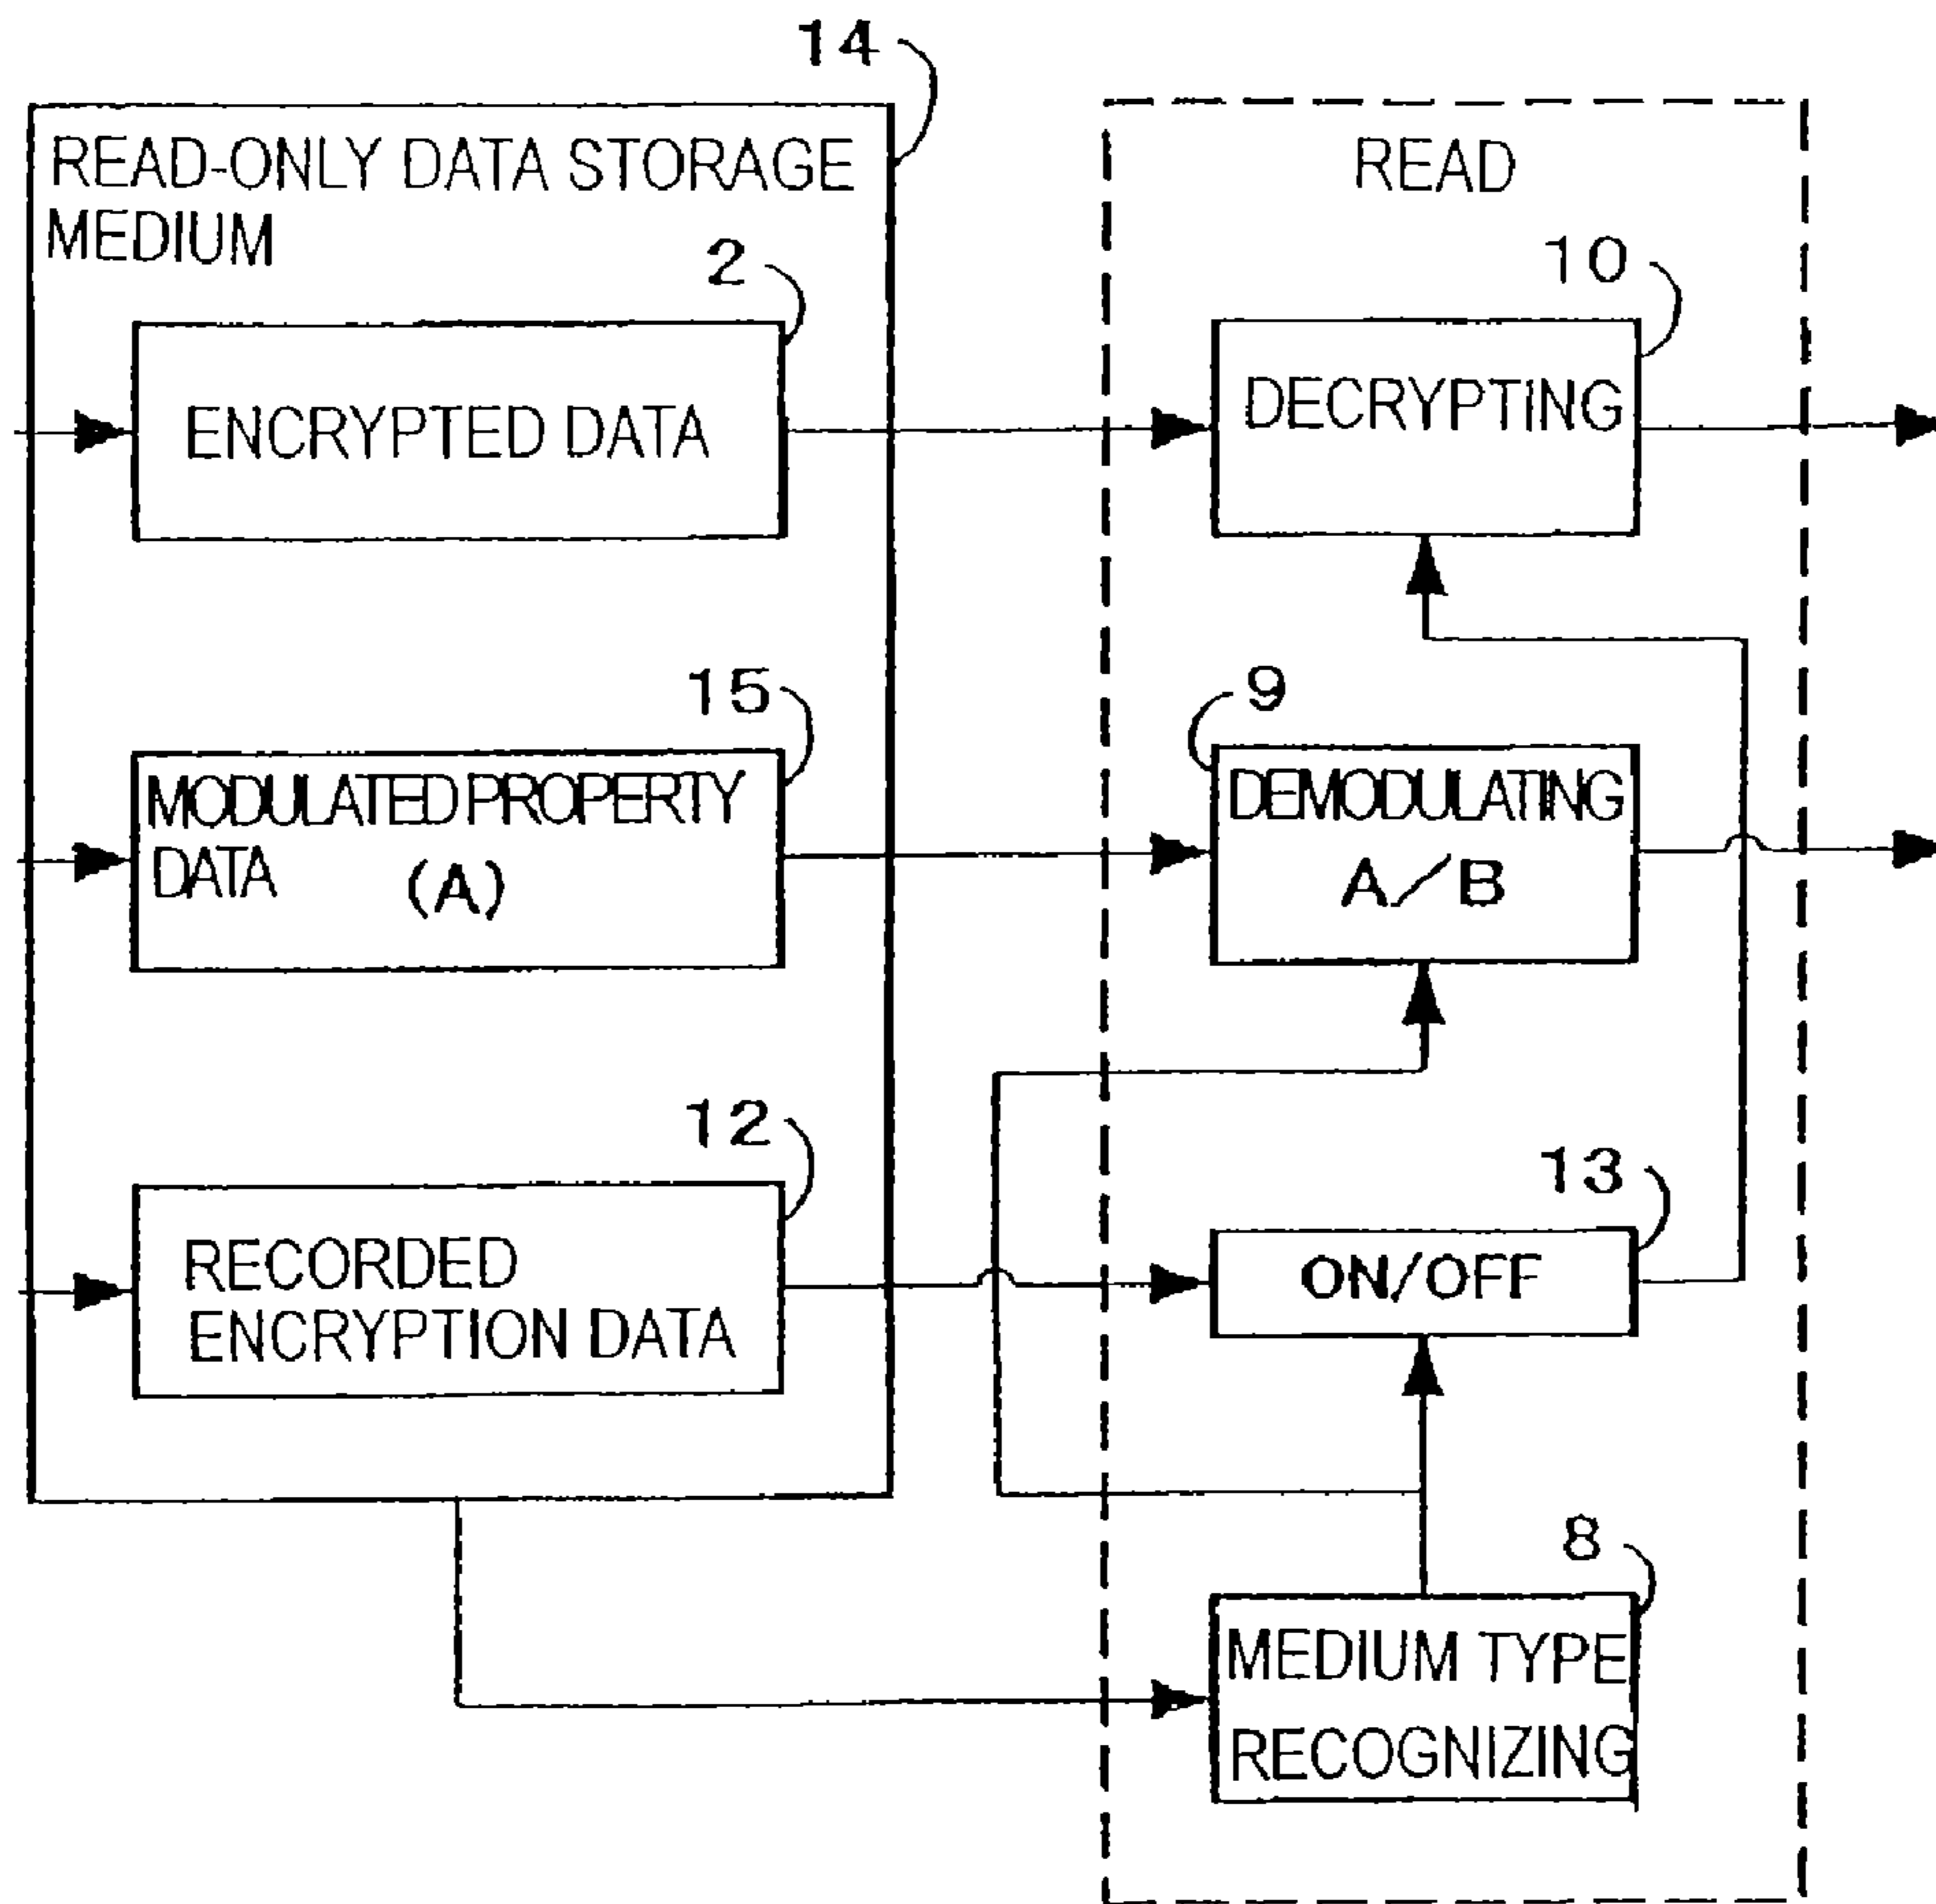 14
READ-ONLY DATA STORAGE
MEDIUM
2
ENCRYPTED DATA
15
MODULATED PROPERTY
DATA (A)
12
RECORDED
ENCRYPTION DATA
READ
10
DECRYPTING
9
DEMODULATING
A/B
13
ON/OFF
8
MEDIUM TYPE
RECOGNIZING